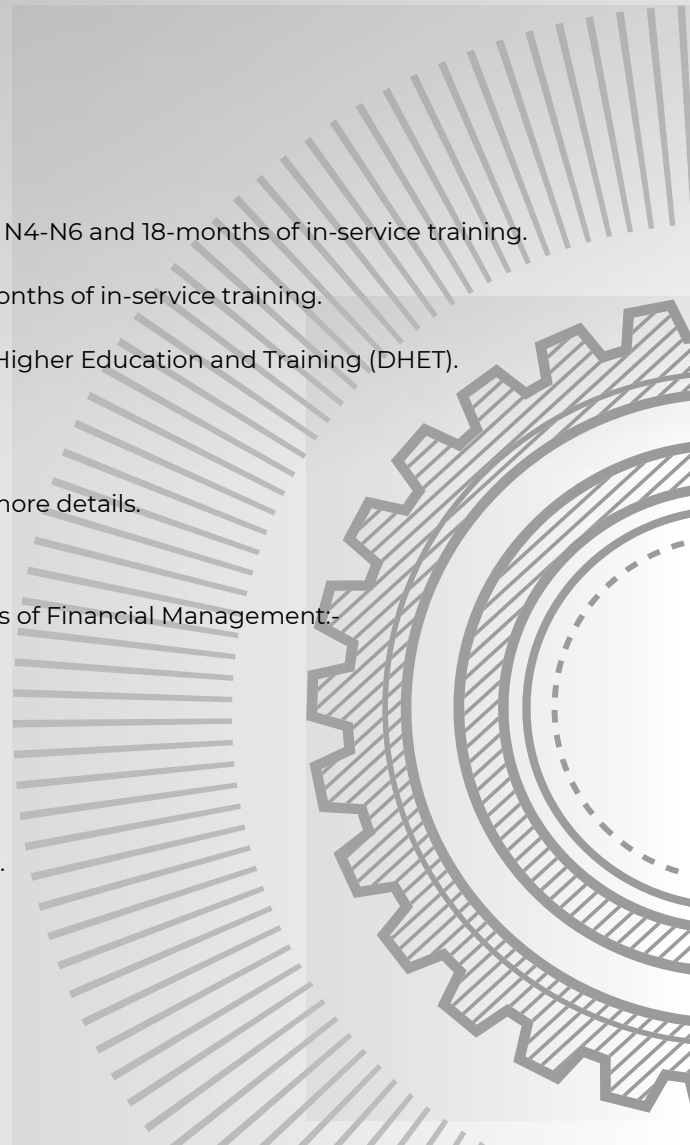 N4-N6 and 18-months of in-service training.
onths of in-service training.
Higher Education and Training (DHET).
more details.
s of Financial Management:-
.